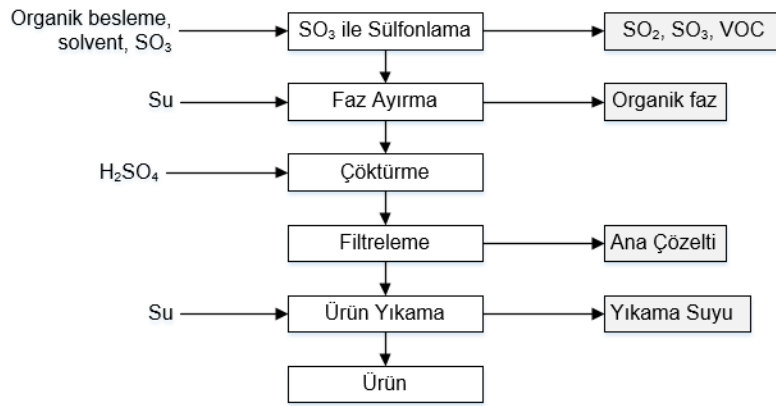 Organik besleme,
solvent, SO₃
SO₃ ile Sülfonlama
SO₂, SO₃, VOC
Su
Faz Ayırma
Organik faz
H₂SO₄
Çöktürme
Filtreleme
Ana Çözelti
Su
Ürün Yıkama
Yıkama Suyu
Ürün